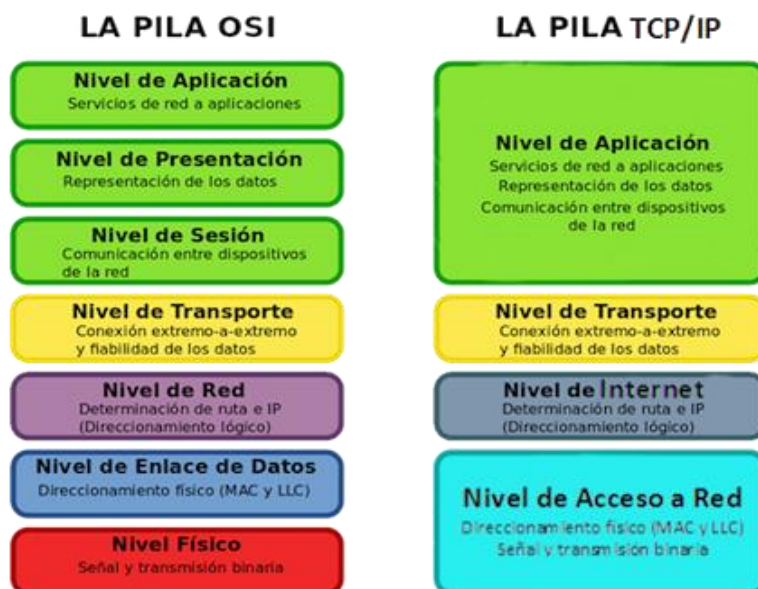 LA PILA OSI
Nivel de Aplicación
Servicios de red a aplicaciones
Nivel de Presentación
Representación de los datos
Nivel de Sesión
Comunicación entre dispositivos
de la red
Nivel de Transporte
Conexión extremo-a-extremo
y fiabilidad de los datos
Nivel de Red
Determinación de ruta e IP
(Direccionamiento lógico)
Nivel de Enlace de Datos
Direccionamiento físico (MAC y LLC)
Nivel Físico
Señal y transmisión binaria
LA PILA TCP/IP
Nivel de Aplicación
Servicios de red a aplicaciones
Representación de los datos
Comunicación entre dispositivos
de la red
Nivel de Transporte
Conexión extremo-a-extremo
y fiabilidad de los datos
Nivel de Internet
Determinación de ruta e IP
(Direccionamiento lógico)
Nivel de Acceso a Red
Direccionamiento físico (MAC y LLC)
Señal y transmisión binaria